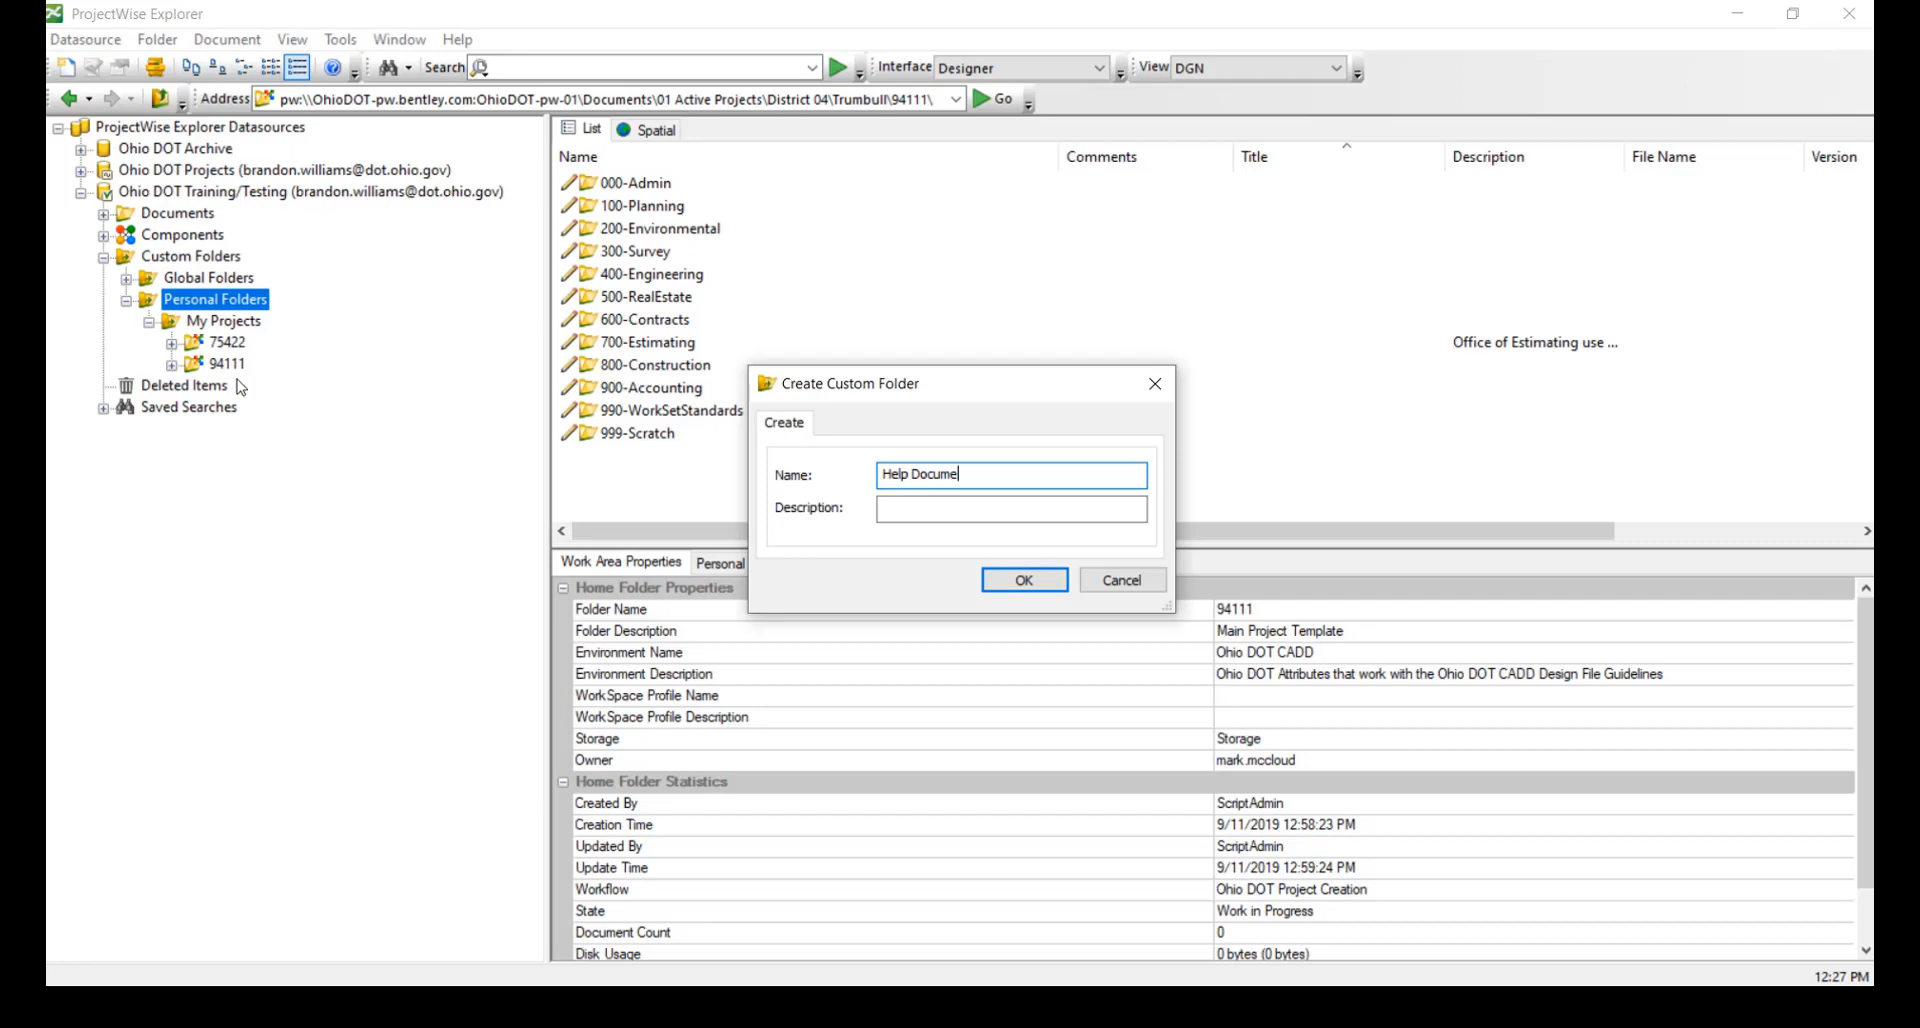 ProjectWise Explorer
Datasource Folder Document View Tools Window Help
Search Interface Designer View DGN
Address pw:\\OhioDOT-pw.bentley.com:OhioDOT-pw-01\Documents\01 Active Projects\District 04\Trumbull\94111\ Go
ProjectWise Explorer Datasources
Ohio DOT Archive
Ohio DOT Projects (brandon.williams@dot.ohio.gov)
Ohio DOT Training/Testing (brandon.williams@dot.ohio.gov)
Documents
Components
Custom Folders
Global Folders
Personal Folders
My Projects
75422
94111
Deleted Items
Saved Searches
List Spatial
Name Comments Title Description File Name Version
000-Admin
100-Planning
200-Environmental
300-Survey
400-Engineering
500-RealEstate
600-Contracts
700-Estimating Office of Estimating use ...
800-Construction
900-Accounting
990-WorkSetStandards
999-Scratch
Create Custom Folder
Create
Name: Help Docume
Description:
OK Cancel
Work Area Properties Personal
Home Folder Properties
Folder Name 94111
Folder Description Main Project Template
Environment Name Ohio DOT CADD
Environment Description Ohio DOT Attributes that work with the Ohio DOT CADD Design File Guidelines
WorkSpace Profile Name
WorkSpace Profile Description
Storage Storage
Owner mark.mccloud
Home Folder Statistics
Created By ScriptAdmin
Creation Time 9/11/2019 12:58:23 PM
Updated By ScriptAdmin
Update Time 9/11/2019 12:59:24 PM
Workflow Ohio DOT Project Creation
State Work in Progress
Document Count 0
Disk Usage 0 bytes (0 bytes)
12:27 PM